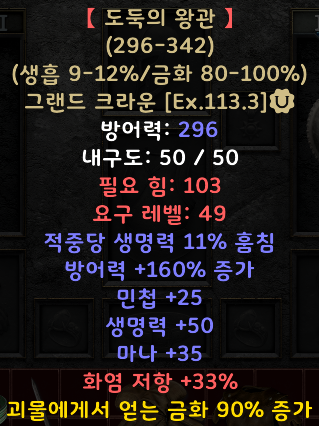 【 도둑의 왕관 】
(296-342)
(생흡 9-12%/금화 80-100%)
그랜드 크라운 [Ex.113.3]
방어력: 296
내구도: 50 / 50
필요 힘: 103
요구 레벨: 49
적중당 생명력 11% 훔침
방어력 +160% 증가
민첩 +25
생명력 +50
마나 +35
화염 저항 +33%
괴물에게서 얻는 금화 90% 증가